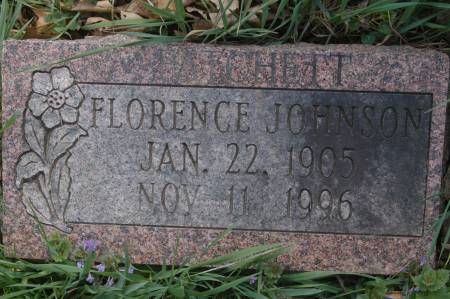 FLORENCE JOHNSON
JAN. 22. 1905
NOV 11. 1996